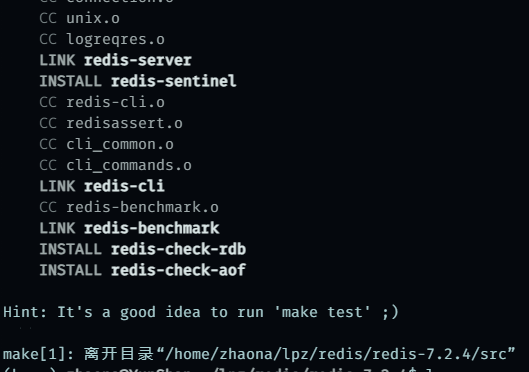 CC connection.o
CC unix.o
CC logreqres.o
LINK redis-server
INSTALL redis-sentinel
CC redis-cli.o
CC redisassert.o
CC cli_common.o
CC cli_commands.o
LINK redis-cli
CC redis-benchmark.o
LINK redis-benchmark
INSTALL redis-check-rdb
INSTALL redis-check-aof
Hint: It's a good idea to run 'make test' ;)
make[1]: 离开目录“/home/zhaona/lpz/redis/redis-7.2.4/src”